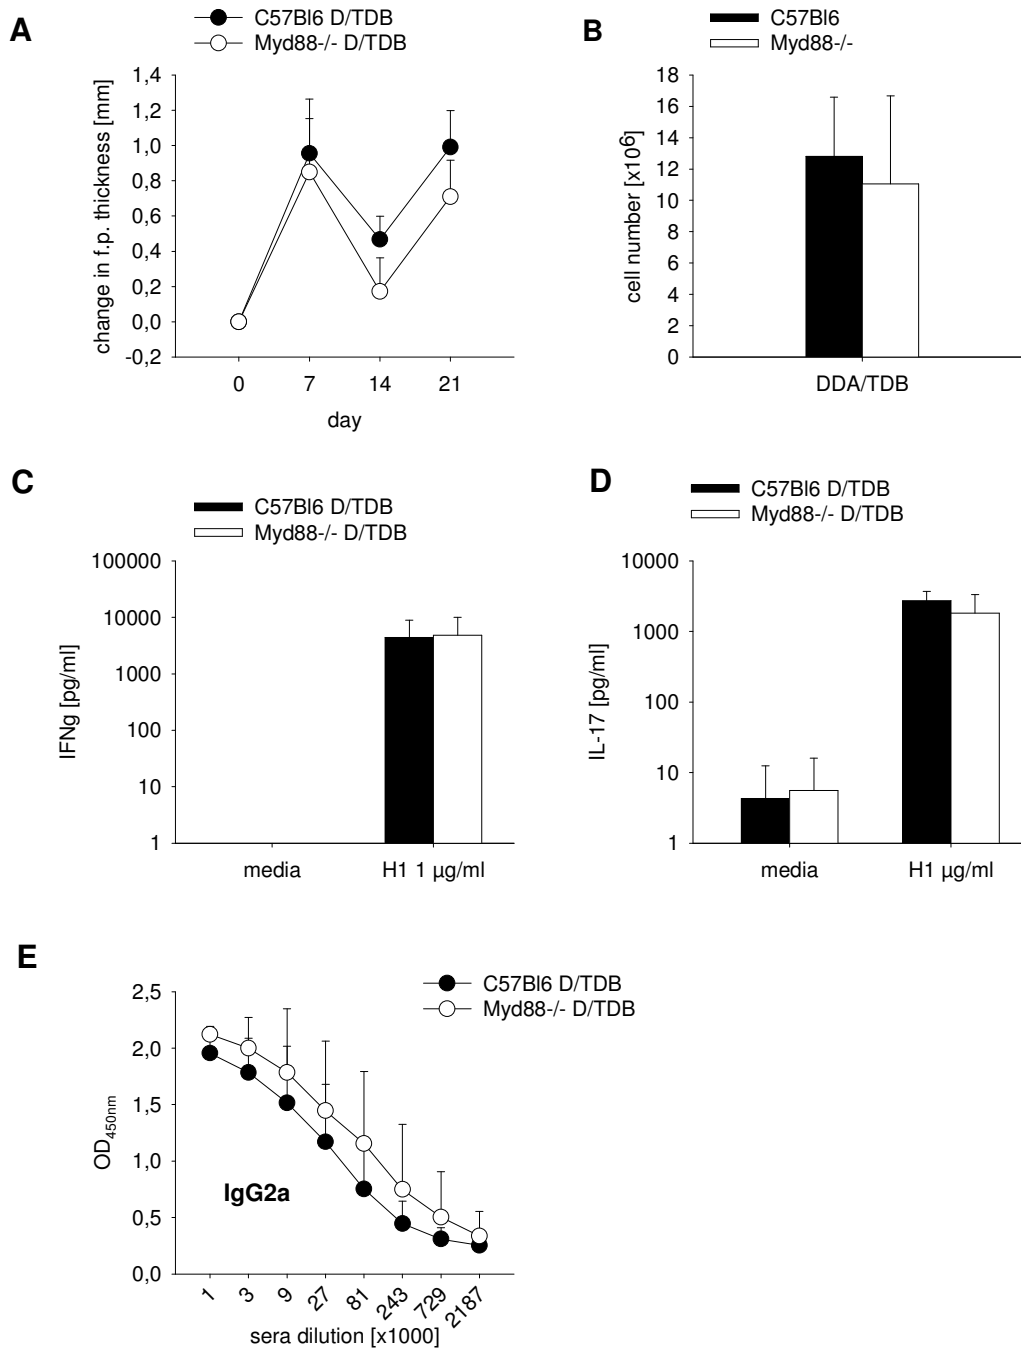 A
C57Bl6 D/TDB
Myd88-/- D/TDB
change in f.p. thickness [mm]
1,4
1,2
1,0
0,8
0,6
0,4
0,2
0,0
-0,2
0 7 14 21
day
B
C57Bl6
Myd88-/-
cell number [x10⁶]
18
16
14
12
10
8
6
4
2
0
DDA/TDB
C
C57Bl6 D/TDB
Myd88-/- D/TDB
IFNg [pg/ml]
100000
10000
1000
100
10
1
media H1 1 µg/ml
D
C57Bl6 D/TDB
Myd88-/- D/TDB
IL-17 [pg/ml]
10000
1000
100
10
1
media H1 µg/ml
E
C57Bl6 D/TDB
Myd88-/- D/TDB
OD450nm
2,5
2,0
1,5
1,0
0,5
0,0
IgG2a
1 3 9 27 81 243 729 2187
sera dilution [x1000]